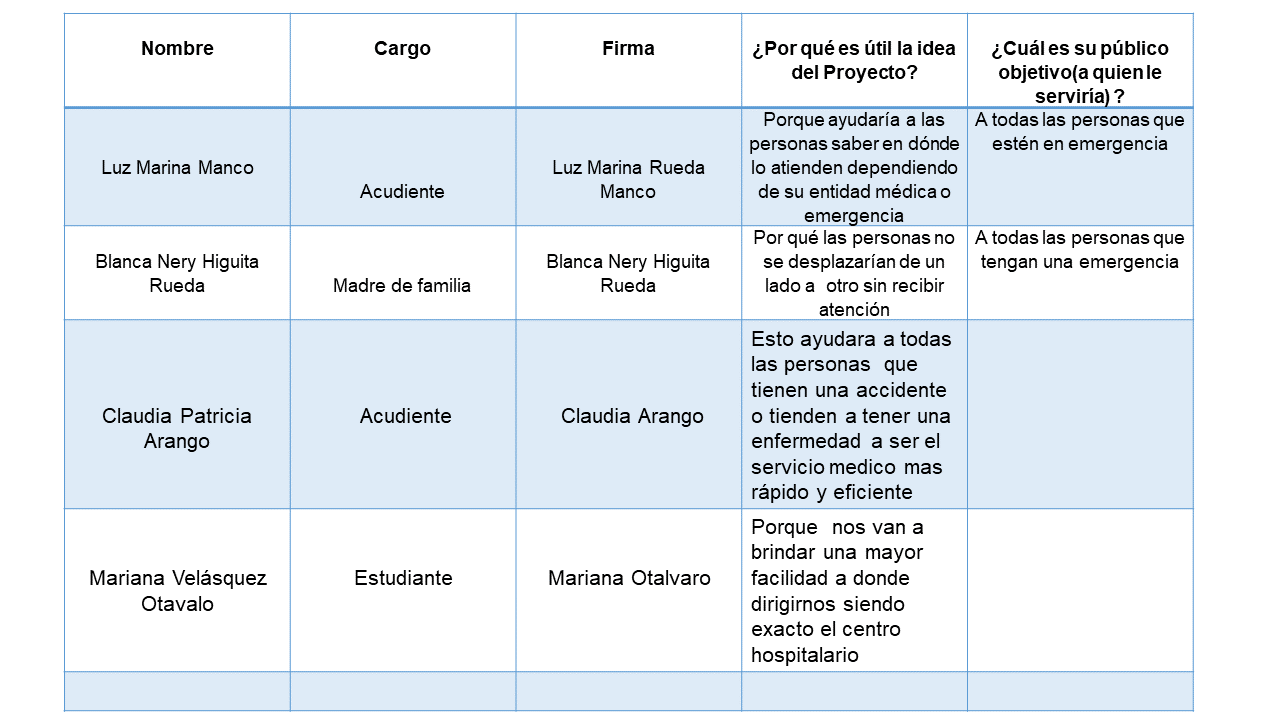 Nombre
Cargo
Firma
¿Por qué es útil la idea
del Proyecto?
¿Cuál es su público
objetivo(a quien le
serviría) ?
Luz Marina Manco
Acudiente
Luz Marina Rueda
Manco
Porque ayudaría a las
personas saber en dónde
lo atienden dependiendo
de su entidad médica o
emergencia
A todas las personas que
estén en emergencia
Blanca Nery Higuita
Rueda
Madre de familia
Blanca Nery Higuita
Rueda
Por qué las personas no
se desplazarían de un
lado a otro sin recibir
atención
A todas las personas que
tengan una emergencia
Claudia Patricia
Arango
Acudiente
Claudia Arango
Esto ayudara a todas
las personas que
tienen una accidente
o tienden a tener una
enfermedad a ser el
servicio medico mas
rápido y eficiente
Mariana Velásquez
Otavalo
Estudiante
Mariana Otalvaro
Porque nos van a
brindar una mayor
facilidad a donde
dirigirnos siendo
exacto el centro
hospitalario